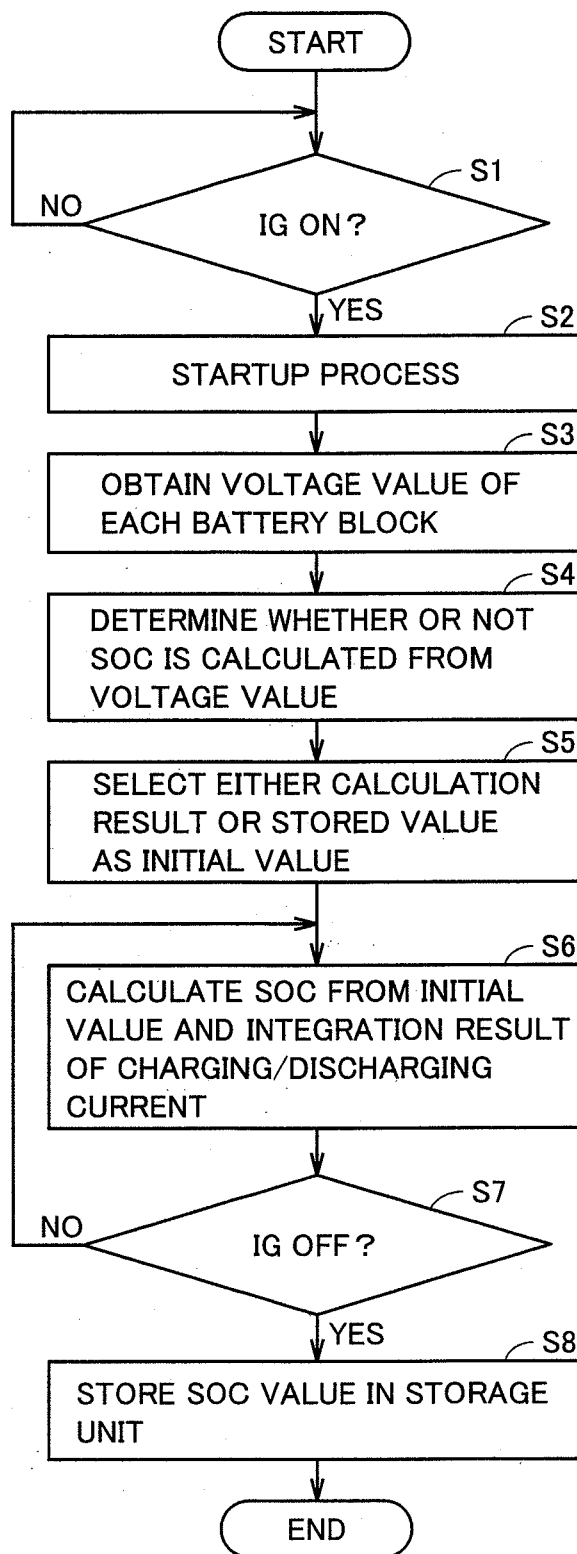 START
S1
NO
IG ON?
YES
S2
STARTUP PROCESS
S3
OBTAIN VOLTAGE VALUE OF
EACH BATTERY BLOCK
S4
DETERMINE WHETHER OR NOT
SOC IS CALCULATED FROM
VOLTAGE VALUE
S5
SELECT EITHER CALCULATION
RESULT OR STORED VALUE
AS INITIAL VALUE
S6
CALCULATE SOC FROM INITIAL
VALUE AND INTEGRATION RESULT
OF CHARGING/DISCHARGING
CURRENT
S7
NO
IG OFF?
YES
S8
STORE SOC VALUE IN STORAGE
UNIT
END